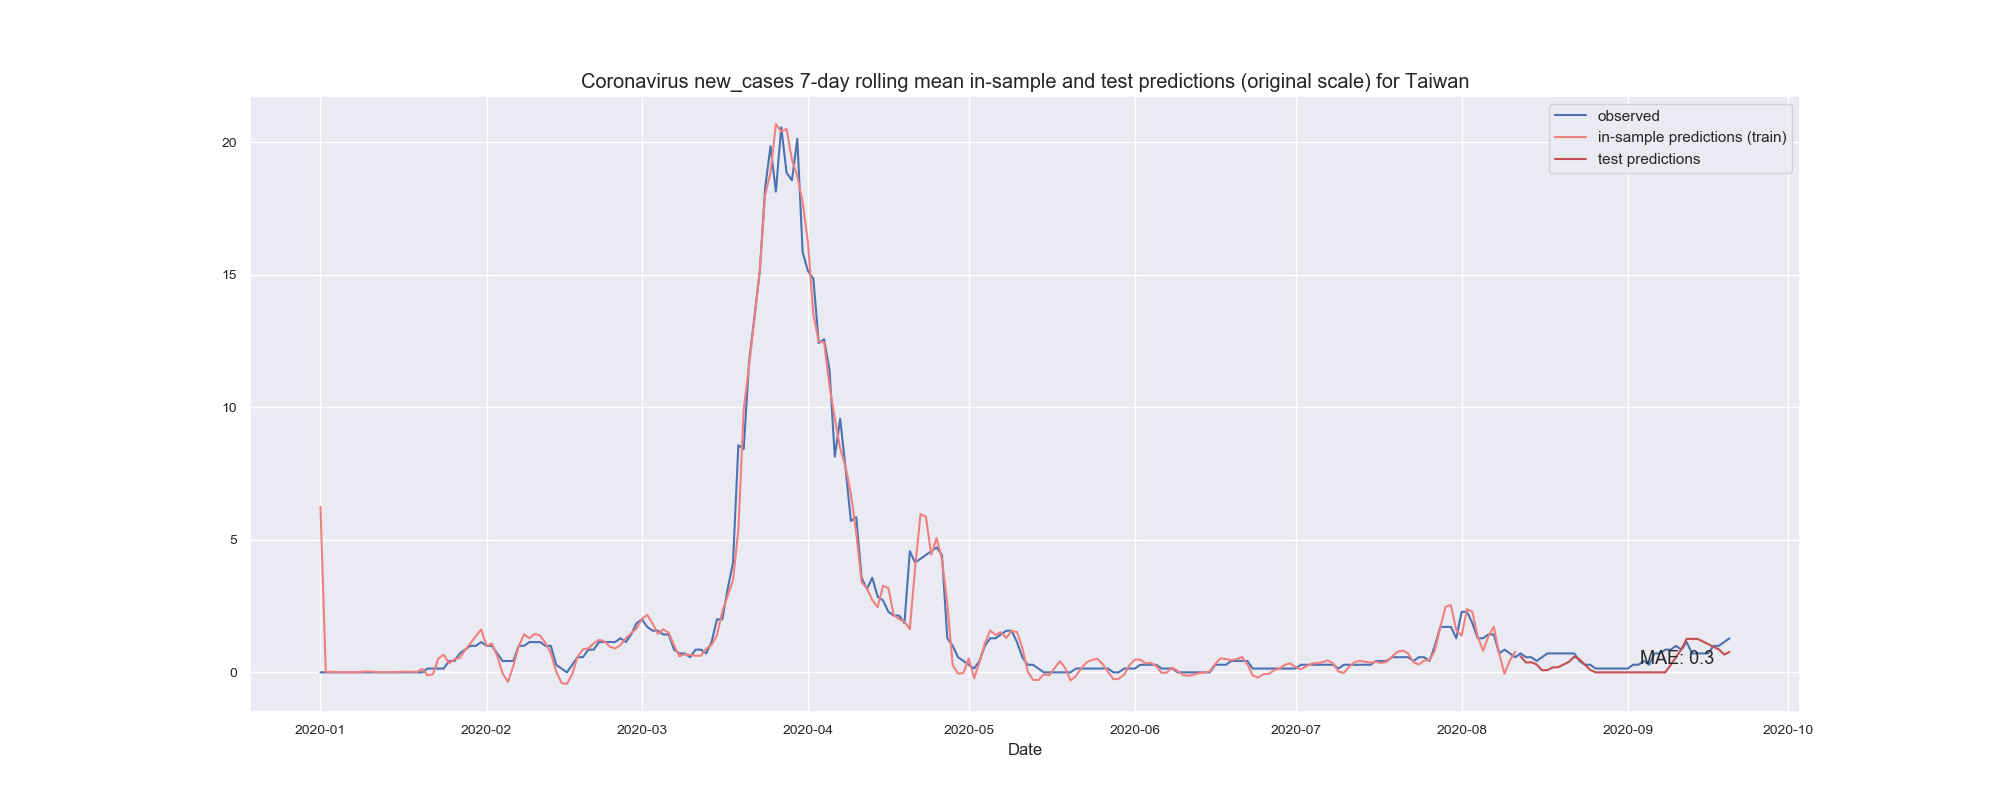 Coronavirus new_cases 7-day rolling mean in-sample and test predictions (original scale) for Taiwan
observed
in-sample predictions (train)
test predictions
20
15
10
5
0
MAE: 0.3
2020-01 2020-02 2020-03 2020-04 2020-05 2020-06 2020-07 2020-08 2020-09 2020-10
Date